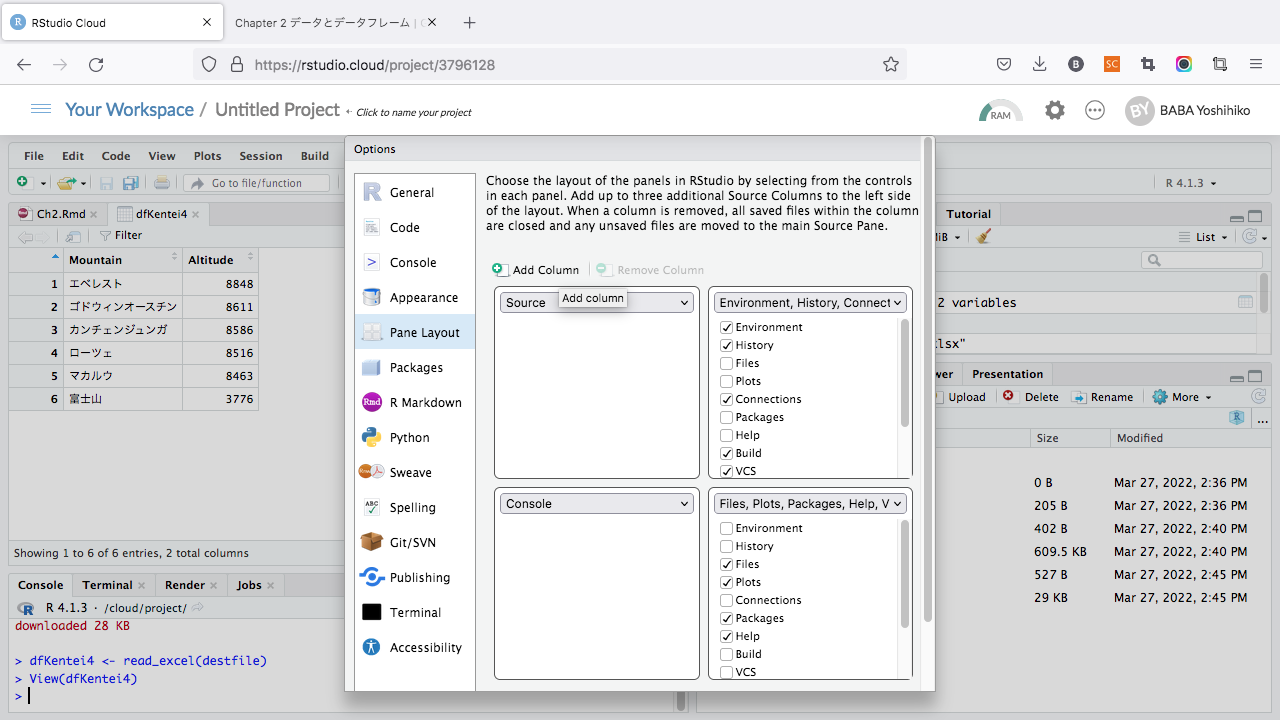 RStudio Cloud
Chapter 2 データとデータフレーム |
https://rstudio.cloud/project/3796128
Your Workspace / Untitled Project
Click to name your project
RAM
BY
BABA Yoshihiko
File Edit Code View Plots Session Build
Go to file/function
R 4.1.3
Options
Ch2.Rmd
dfKentei4
Filter
Mountain Altitude
1 エベレスト 8848
2 ゴドウィンオースチン 8611
3 カンチェンジュンガ 8586
4 ローツェ 8516
5 マカルウ 8463
6 富士山 3776
Showing 1 to 6 of 6 entries, 2 total columns
Console Terminal Render Jobs
R 4.1.3 · /cloud/project/
downloaded 28 KB
> dfKentei4 <- read_excel(destfile)
> View(dfKentei4)
>
General
Code
Console
Appearance
Pane Layout
Packages
R Markdown
Python
Sweave
Spelling
Git/SVN
Publishing
Terminal
Accessibility
Choose the layout of the panels in RStudio by selecting from the controls
in each panel. Add up to three additional Source Columns to the left side
of the layout. When a column is removed, all saved files within the column
are closed and any unsaved files are moved to the main Source Pane.
Add Column
Remove Column
Source
Add column
Environment, History, Connect
Environment
History
Files
Plots
Connections
Packages
Help
Build
VCS
Console
Files, Plots, Packages, Help, V
Environment
History
Files
Plots
Connections
Packages
Help
Build
VCS
Tutorial
iB
List
2 variables
lsx"
wer
Presentation
Upload Delete Rename More
...
Size Modified
0 B Mar 27, 2022, 2:36 PM
205 B Mar 27, 2022, 2:36 PM
402 B Mar 27, 2022, 2:40 PM
609.5 KB Mar 27, 2022, 2:40 PM
527 B Mar 27, 2022, 2:45 PM
29 KB Mar 27, 2022, 2:45 PM